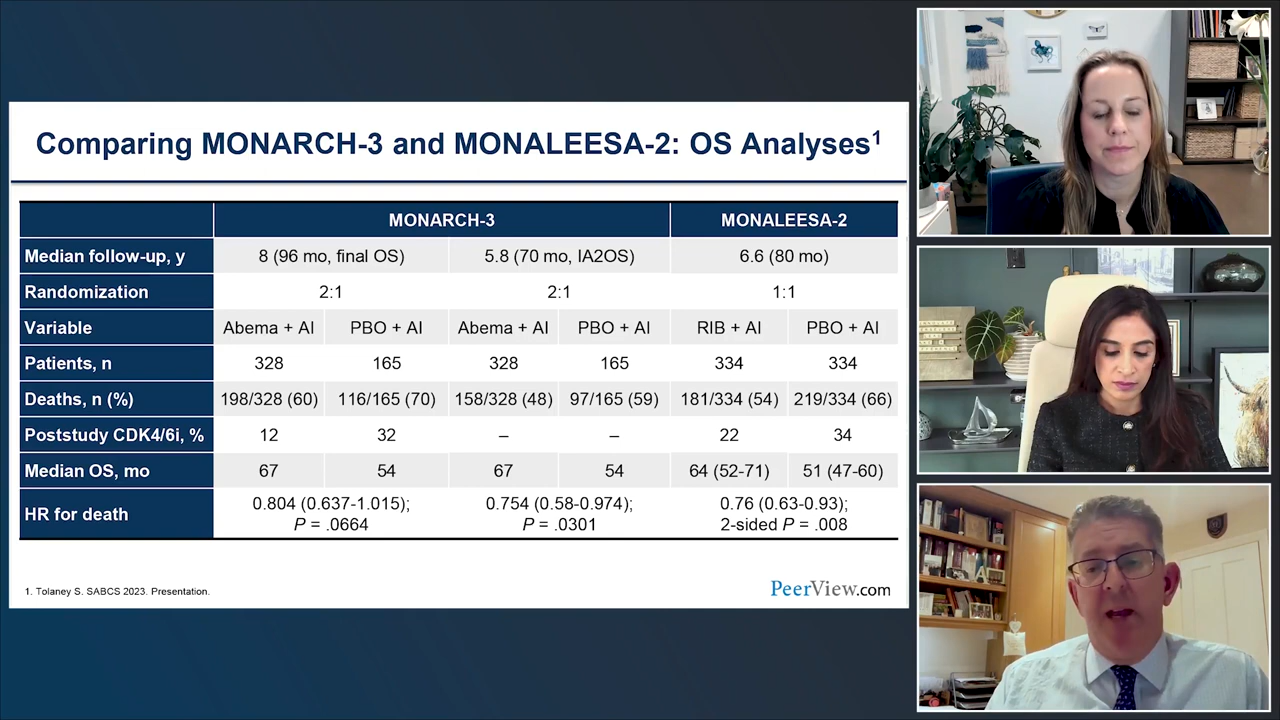 Comparing MONARCH-3 and MONALEESA-2: OS Analyses¹
MONARCH-3 MONALEESA-2
Median follow-up, y 8 (96 mo, final OS) 5.8 (70 mo, IA2OS) 6.6 (80 mo)
Randomization 2:1 2:1 1:1
Variable Abema + AI PBO + AI Abema + AI PBO + AI RIB + AI PBO + AI
Patients, n 328 165 328 165 334 334
Deaths, n (%) 198/328 (60) 116/165 (70) 158/328 (48) 97/165 (59) 181/334 (54) 219/334 (66)
Poststudy CDK4/6i, % 12 32 – – 22 34
Median OS, mo 67 54 67 54 64 (52-71) 51 (47-60)
HR for death 0.804 (0.637-1.015); 0.754 (0.58-0.974); 0.76 (0.63-0.93);
P = .0664 P = .0301 2-sided P = .008
1. Tolaney S. SABCS 2023. Presentation.
PeerView.com